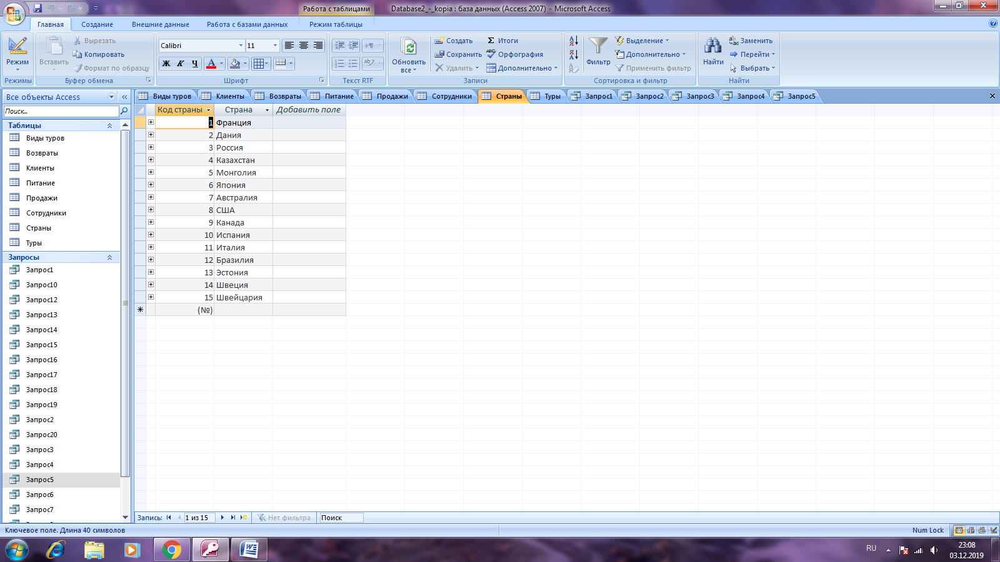 Работа с таблицами
Database2_-_kopia : база данных (Access 2007) - Microsoft Access
Главная Создание Внешние данные Работа с базами данных Режим таблицы
Режим
Режимы
Вставить
Вырезать
Копировать
Формат по образцу
Буфер обмена
Calibri 11
Ж К Ч А
Шрифт
Текст RTF
Обновить
все
Создать
Сохранить
Удалить
Итоги
Орфография
Дополнительно
Записи
Фильтр
Выделение
Дополнительно
Применить фильтр
Сортировка и фильтр
Найти
Заменить
Перейти
Выбрать
Найти
Все объекты Access
Поиск...
Таблицы
Виды туров
Возвраты
Клиенты
Питание
Продажи
Сотрудники
Страны
Туры
Запросы
Запрос1
Запрос10
Запрос12
Запрос13
Запрос14
Запрос15
Запрос16
Запрос17
Запрос18
Запрос19
Запрос2
Запрос20
Запрос3
Запрос4
Запрос5
Запрос6
Запрос7
Виды туров Клиенты Возвраты Питание Продажи Сотрудники Страны Туры Запрос1 Запрос2 Запрос3 Запрос4 Запрос5
Код страны Страна Добавить поле
1 Франция
2 Дания
3 Россия
4 Казахстан
5 Монголия
6 Япония
7 Австралия
8 США
9 Канада
10 Испания
11 Италия
12 Бразилия
13 Эстония
14 Швеция
15 Швейцария
(№)
Запись: 1 из 15 Нет фильтра Поиск
Ключевое поле. Длина 40 символов
Num Lock
RU
23:08
03.12.2019